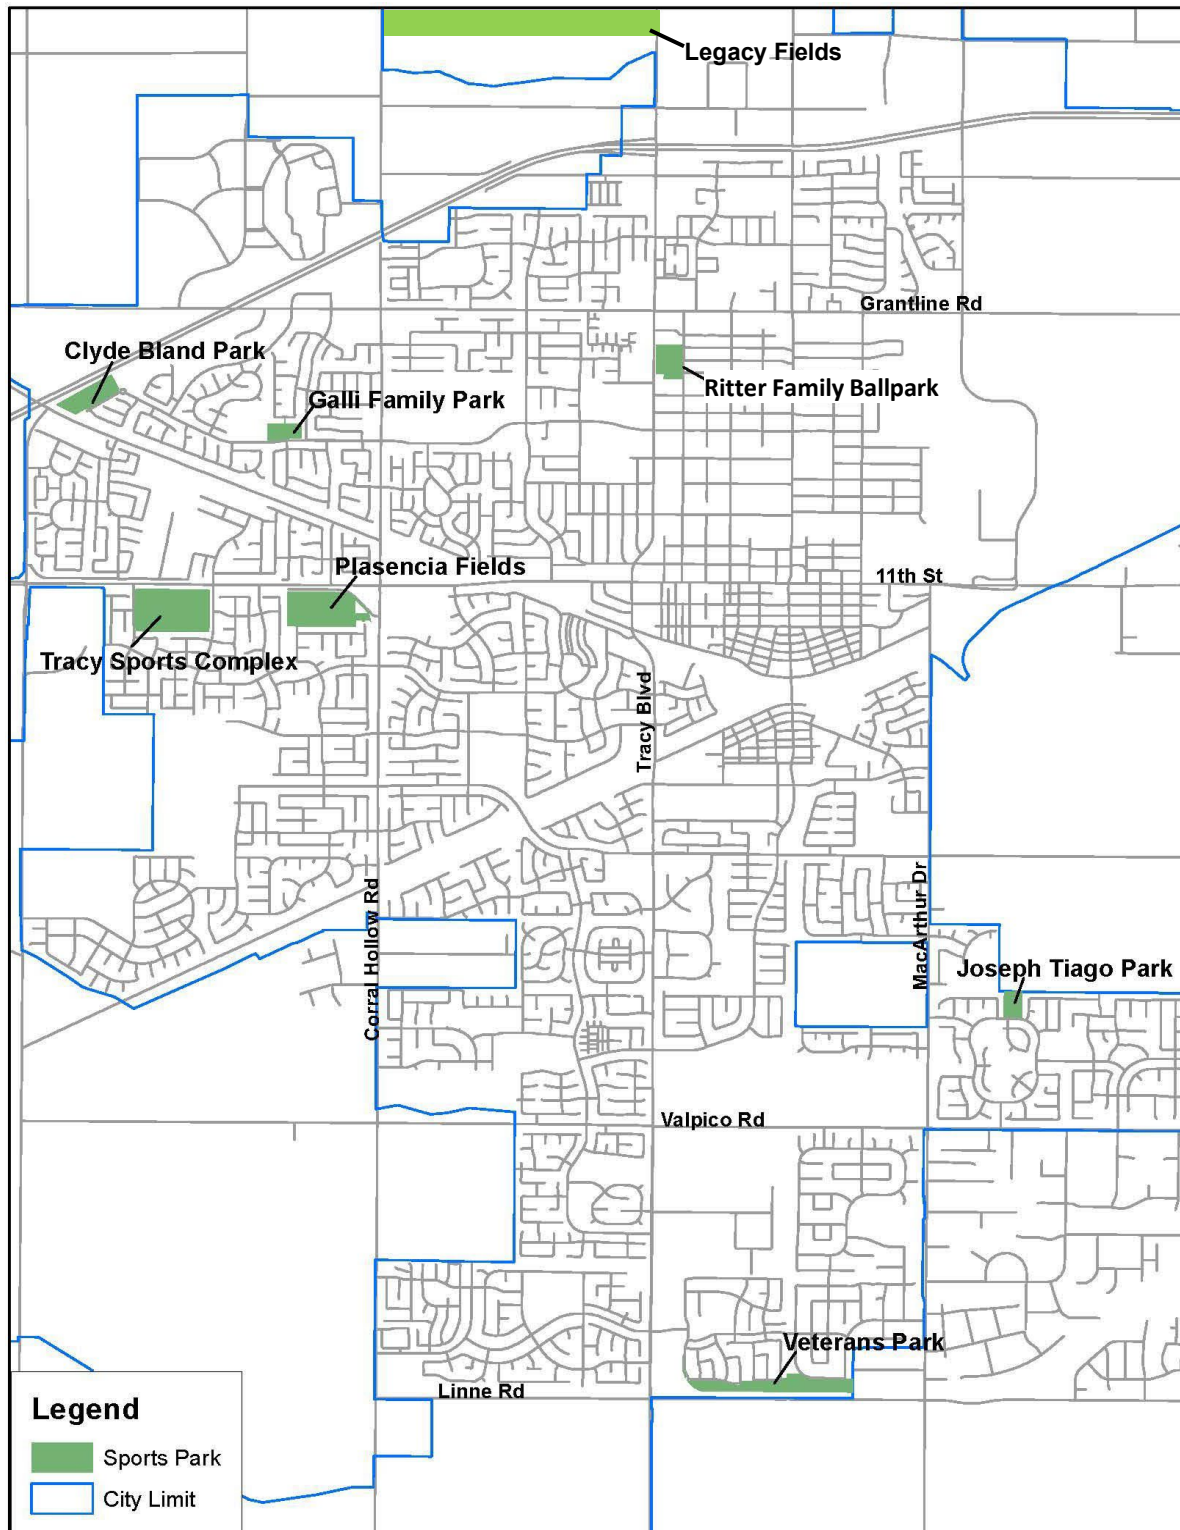 Legacy Fields
Grantline Rd
Clyde Bland Park
Ritter Family Ballpark
Galli Family Park
Plasencia Fields
11th St
Tracy Sports Complex
Tracy Blvd
MacArthur Dr
Corral Hollow Rd
Joseph Tiago Park
Valpico Rd
Veterans Park
Linne Rd
Legend
Sports Park
City Limit